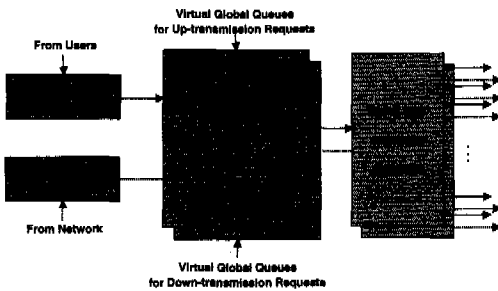 Virtual Global Queues
for Up-transmission Requests
From Users
From Network
Virtual Global Queues
for Down-transmission Requests